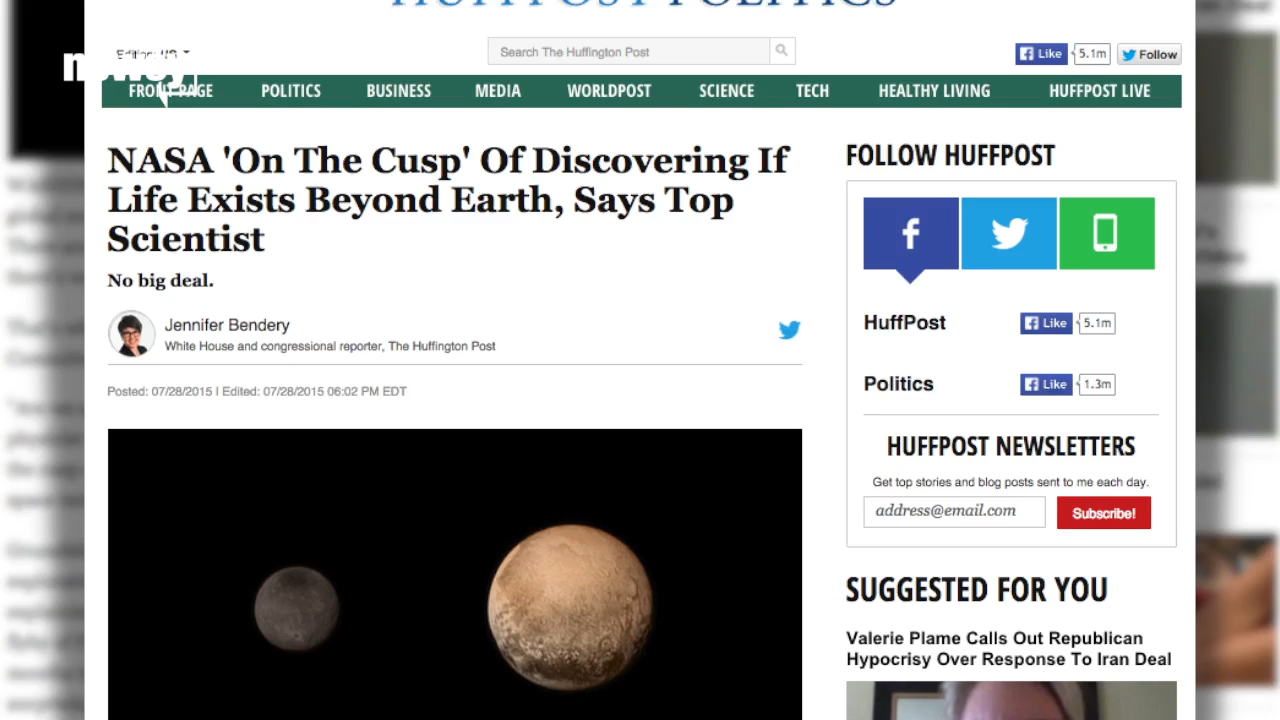 HUFFPOST POLITICS
Edition: US
newsy
Search The Huffington Post
Like 5.1m Follow
FRONT PAGE POLITICS BUSINESS MEDIA WORLDPOST SCIENCE TECH HEALTHY LIVING HUFFPOST LIVE
NASA 'On The Cusp' Of Discovering If
Life Exists Beyond Earth, Says Top
Scientist
No big deal.
Jennifer Bendery
White House and congressional reporter, The Huffington Post
Posted: 07/28/2015 | Edited: 07/28/2015 06:02 PM EDT
FOLLOW HUFFPOST
HuffPost Like 5.1m
Politics Like 1.3m
HUFFPOST NEWSLETTERS
Get top stories and blog posts sent to me each day.
address@email.com Subscribe!
SUGGESTED FOR YOU
Valerie Plame Calls Out Republican
Hypocrisy Over Response To Iran Deal